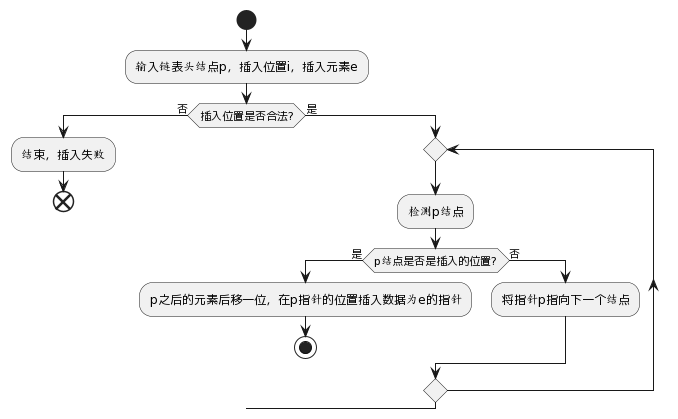 输入链表头结点p，插入位置i，插入元素e
否
插入位置是否合法?
是
结束，插入失败
检测p结点
是
p结点是否是插入的位置?
否
p之后的元素后移一位，在p指针的位置插入数据为e的指针
将指针p指向下一个结点